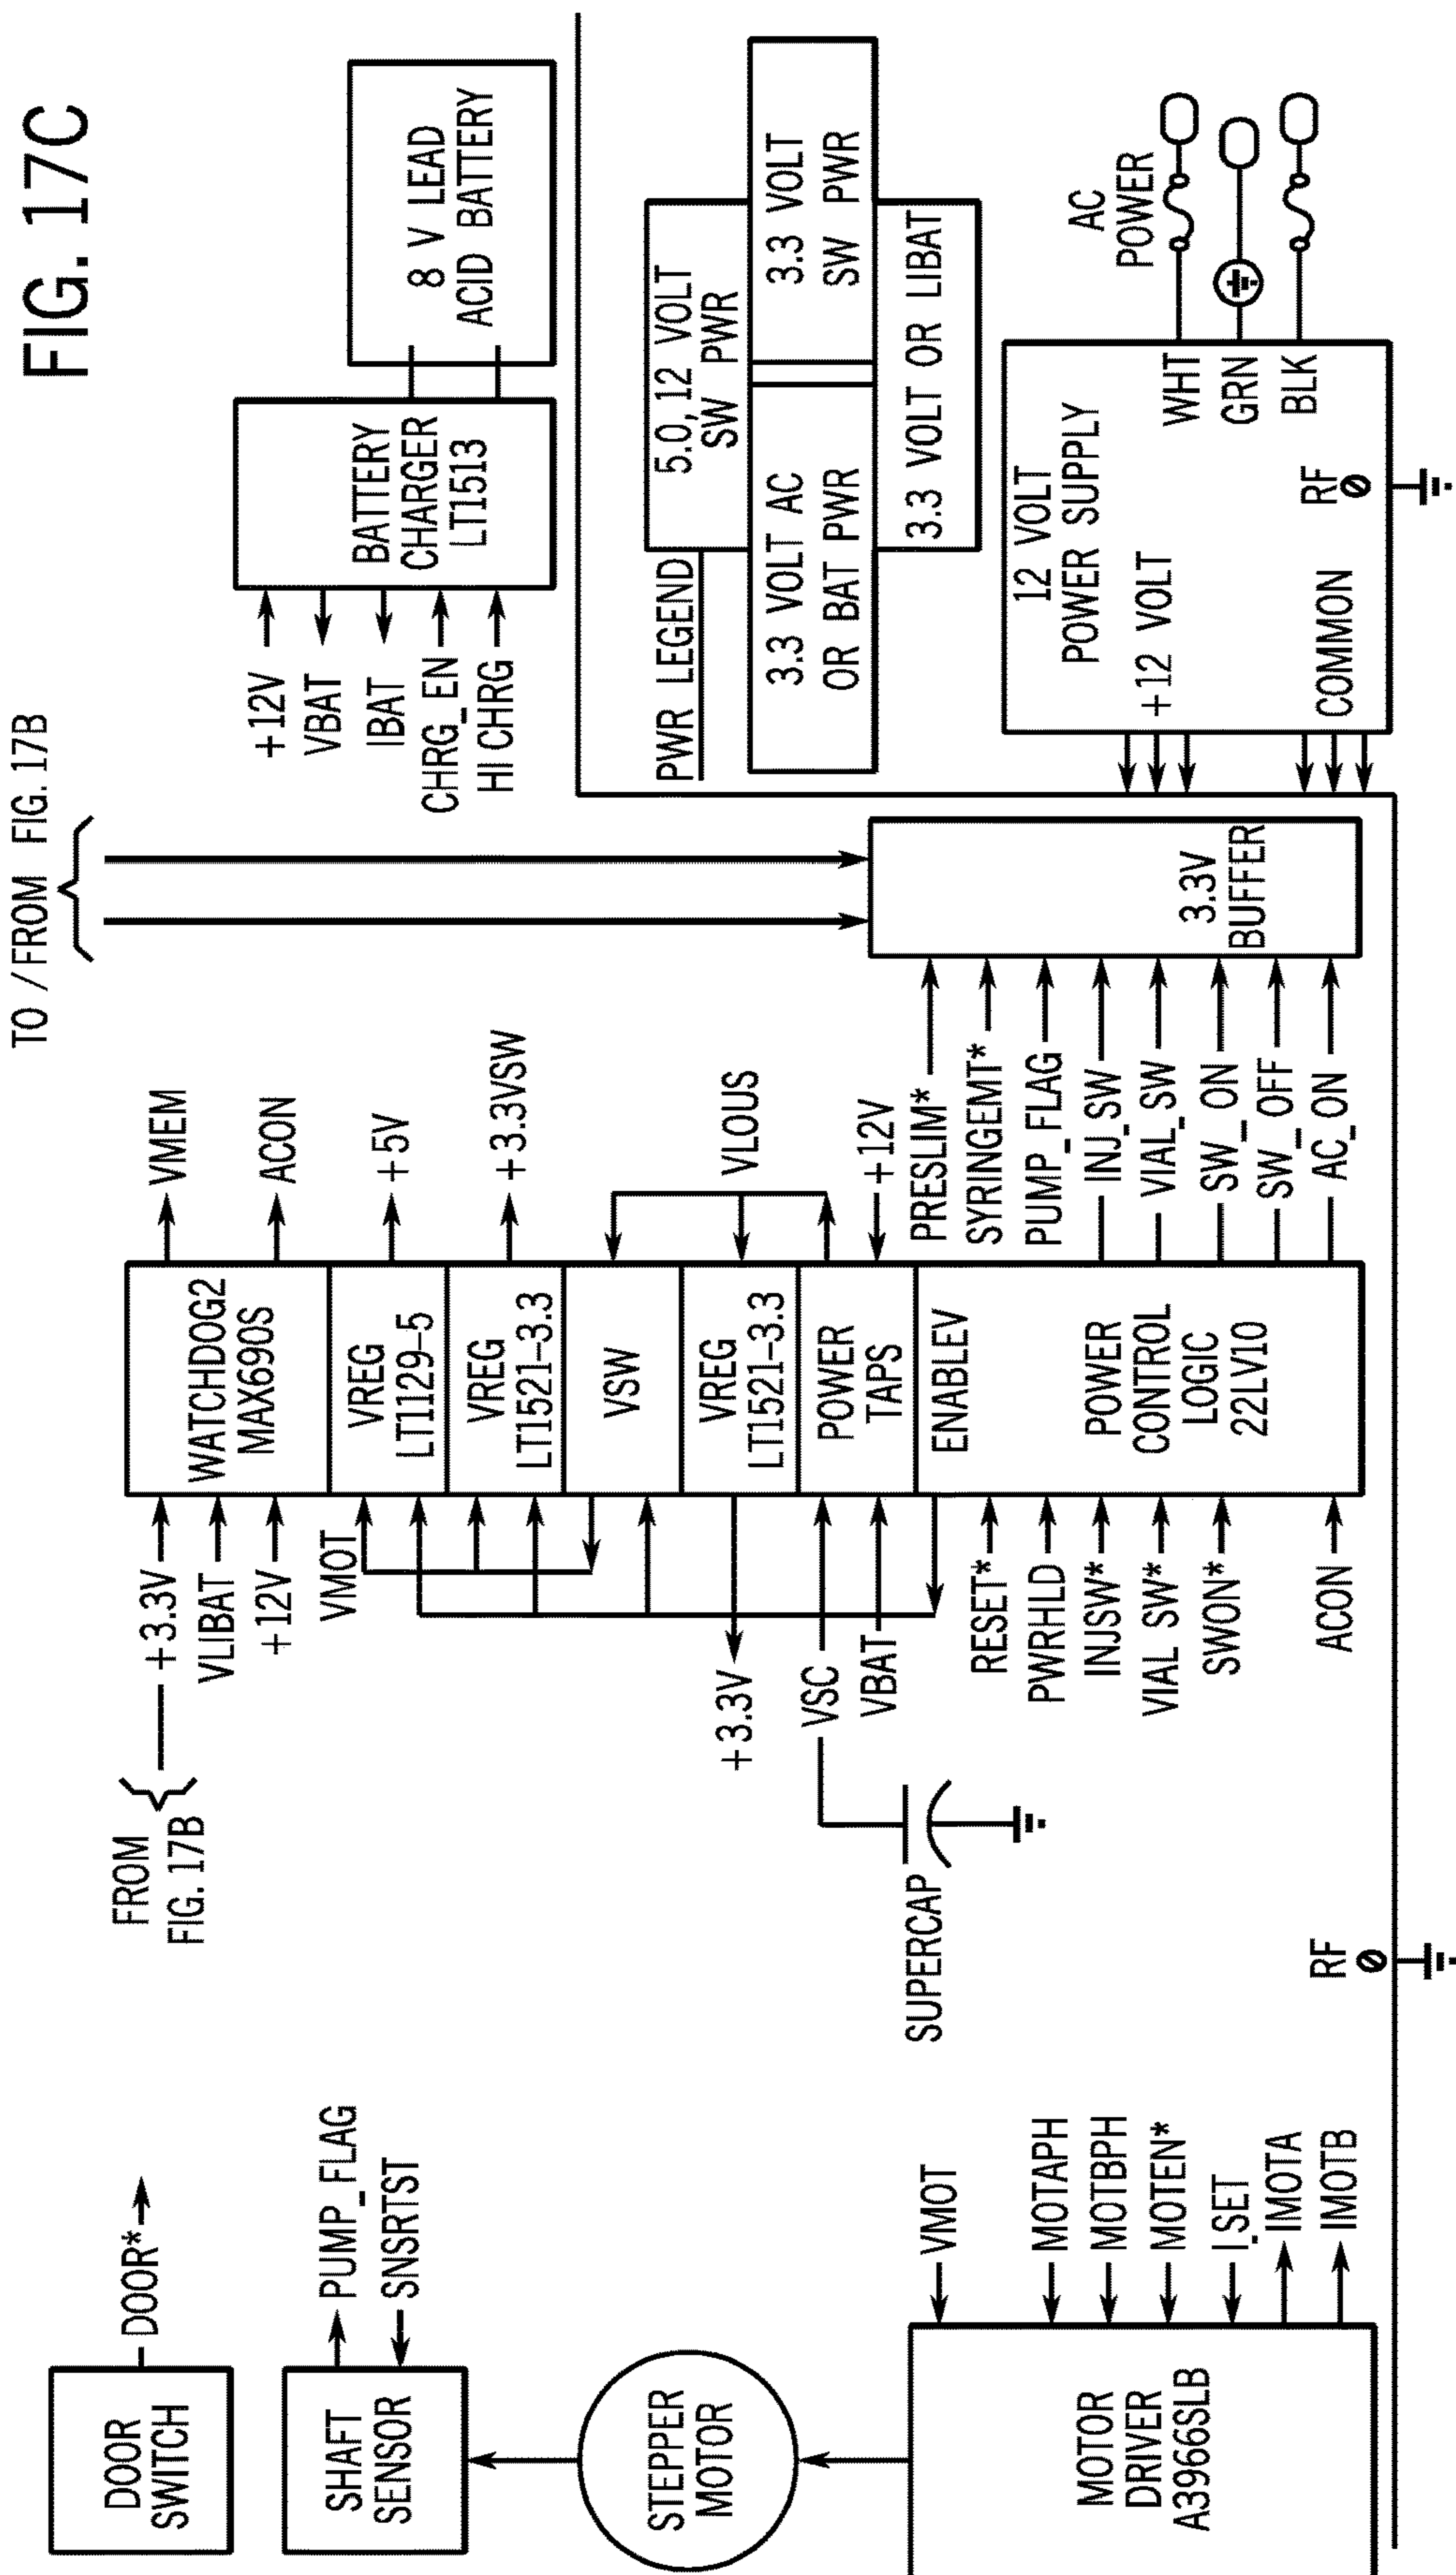 FIG. 17C
TO / FROM FIG. 17B
FROM
FIG. 17B
DOOR
SWITCH
DOOR*
SHAFT
SENSOR
PUMP_FLAG
SNSRTST
STEPPER
MOTOR
MOTOR
DRIVER
A3966SLB
VMOT
MOTAPH
MOTBPH
MOTEN*
I_SET
IMOTA
IMOTB
SUPERCAP
RF
+3.3V
VLIBAT
+12V
VMOT
+3.3V
VSC
VBAT
RESET*
PWRHLD
INJSW*
VIAL SW*
SWON*
ACON
WATCHDOG2
MAX690S
VREG
LT1129-5
VREG
LT1521-3.3
VSW
VREG
LT1521-3.3
POWER
TAPS
ENABLEV
POWER
CONTROL
LOGIC
22LV10
VMEM
ACON
+5V
+3.3VSW
VLOUS
+12V
PRESLIM*
SYRINGEMT*
PUMP_FLAG
INJ_SW
VIAL_SW
SW_ON
SW_OFF
AC_ON
3.3V
BUFFER
+12V
VBAT
IBAT
CHRG_EN
HI CHRG
BATTERY
CHARGER
LT1513
8 V LEAD
ACID BATTERY
PWR LEGEND
5.0, 12 VOLT
SW PWR
3.3 VOLT AC
OR BAT PWR
3.3 VOLT
SW PWR
3.3 VOLT OR LIBAT
12 VOLT
POWER SUPPLY
+12 VOLT
COMMON
RF
WHT
GRN
BLK
AC
POWER